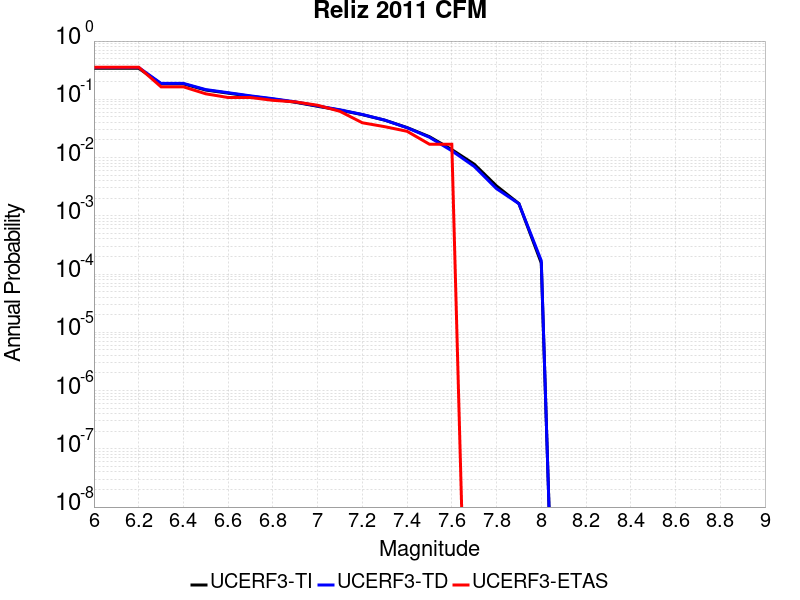 Reliz 2011 CFM
Annual Probability
10^0
10^-1
10^-2
10^-3
10^-4
10^-5
10^-6
10^-7
10^-8
6 6.2 6.4 6.6 6.8 7 7.2 7.4 7.6 7.8 8 8.2 8.4 8.6 8.8 9
Magnitude
UCERF3-TI UCERF3-TD UCERF3-ETAS